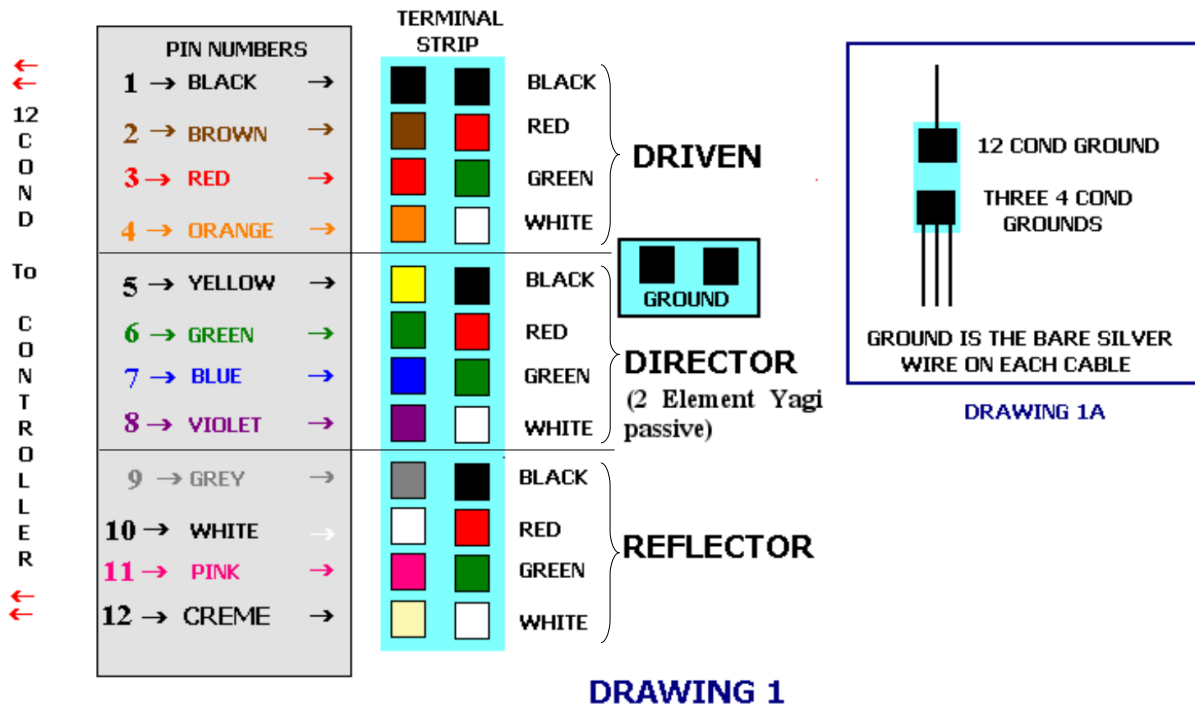 TERMINAL
STRIP
PIN NUMBERS
1 → BLACK →
2 → BROWN →
3 → RED →
4 → ORANGE →
5 → YELLOW →
6 → GREEN →
7 → BLUE →
8 → VIOLET →
9 → GREY →
10 → WHITE →
11 → PINK →
12 → CREME →
← ←
12
C
O
N
D
To
C
O
N
T
R
O
L
L
E
R
← ←
BLACK
RED
GREEN
WHITE
DRIVEN
BLACK
RED
GREEN
WHITE
DIRECTOR
(2 Element Yagi
passive)
BLACK
RED
GREEN
WHITE
REFLECTOR
GROUND
12 COND GROUND
THREE 4 COND
GROUNDS
GROUND IS THE BARE SILVER
WIRE ON EACH CABLE
DRAWING 1A
DRAWING 1